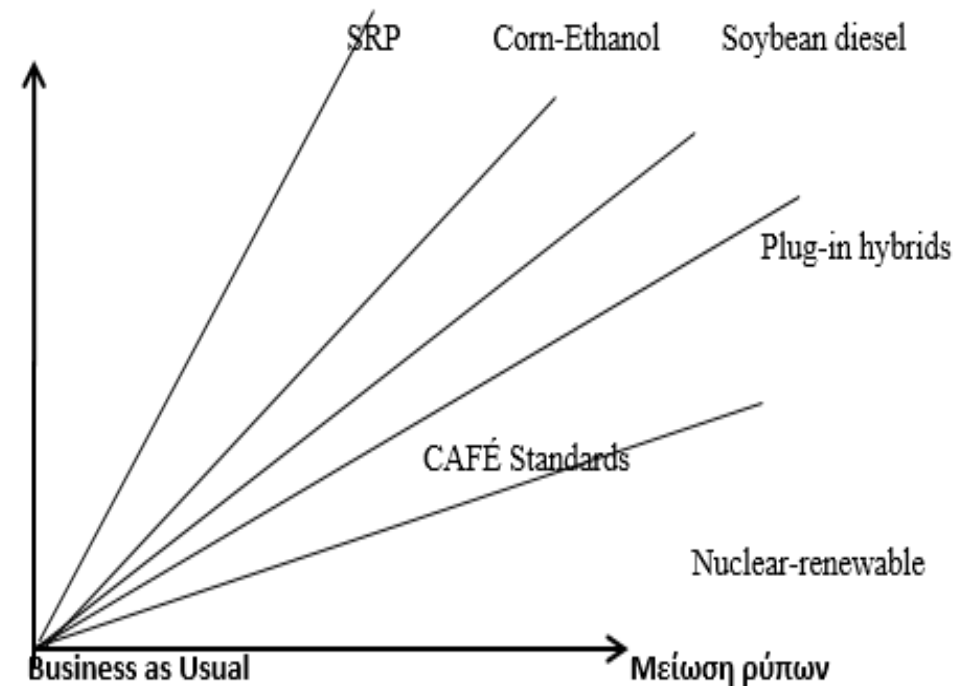 SRP
Corn-Ethanol
Soybean diesel
Plug-in hybrids
CAFÉ Standards
Nuclear-renewable
Business as Usual
Μείωση ρύπων